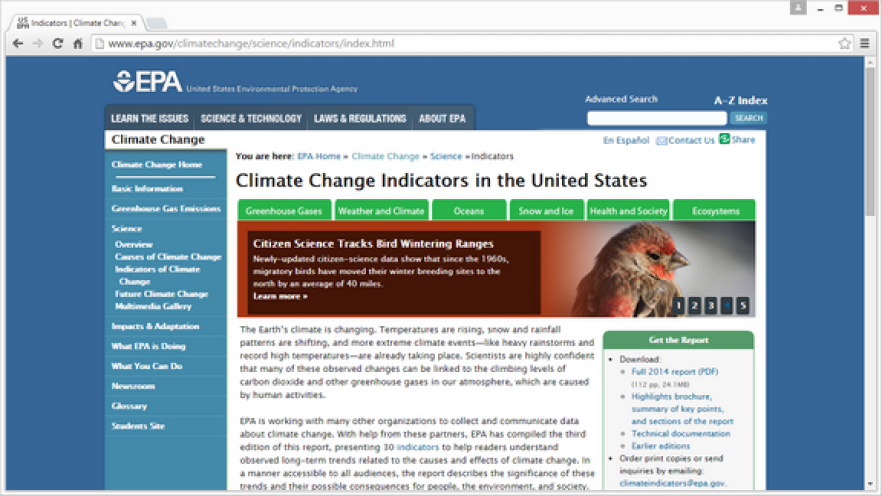 US EPA Indicators | Climate Chang
www.epa.gov/climatechange/science/indicators/index.html
EPA United States Environmental Protection Agency
Advanced Search A-Z Index
LEARN THE ISSUES SCIENCE & TECHNOLOGY LAWS & REGULATIONS ABOUT EPA
SEARCH
Climate Change
En Español Contact Us Share
Climate Change Home
Basic Information
Greenhouse Gas Emissions
Science
Overview
Causes of Climate Change
Indicators of Climate
Change
Future Climate Change
Multimedia Gallery
Impacts & Adaptation
What EPA is Doing
What You Can Do
Newsroom
Glossary
Students Site
You are here: EPA Home » Climate Change » Science » Indicators
Climate Change Indicators in the United States
Greenhouse Gases Weather and Climate Oceans Snow and Ice Health and Society Ecosystems
Citizen Science Tracks Bird Wintering Ranges
Newly-updated citizen-science data show that since the 1960s,
migratory birds have moved their winter breeding sites to the
north by an average of 40 miles.
Learn more »
1 2 3 4 5
The Earth's climate is changing. Temperatures are rising, snow and rainfall
patterns are shifting, and more extreme climate events—like heavy rainstorms and
record high temperatures—are already taking place. Scientists are highly confident
that many of these observed changes can be linked to the climbing levels of
carbon dioxide and other greenhouse gases in our atmosphere, which are caused
by human activities.
EPA is working with many other organizations to collect and communicate data
about climate change. With help from these partners, EPA has compiled the third
edition of this report, presenting 30 indicators to help readers understand
observed long-term trends related to the causes and effects of climate change. In
a manner accessible to all audiences, the report describes the significance of these
trends and their possible consequences for people, the environment, and society.
Get the Report
• Download:
Full 2014 report (PDF)
(112 pp, 24.1MB)
Highlights brochure,
summary of key points,
and sections of the report
Technical documentation
Earlier editions
• Order print copies or send
inquiries by emailing:
climateindicators@epa.gov.